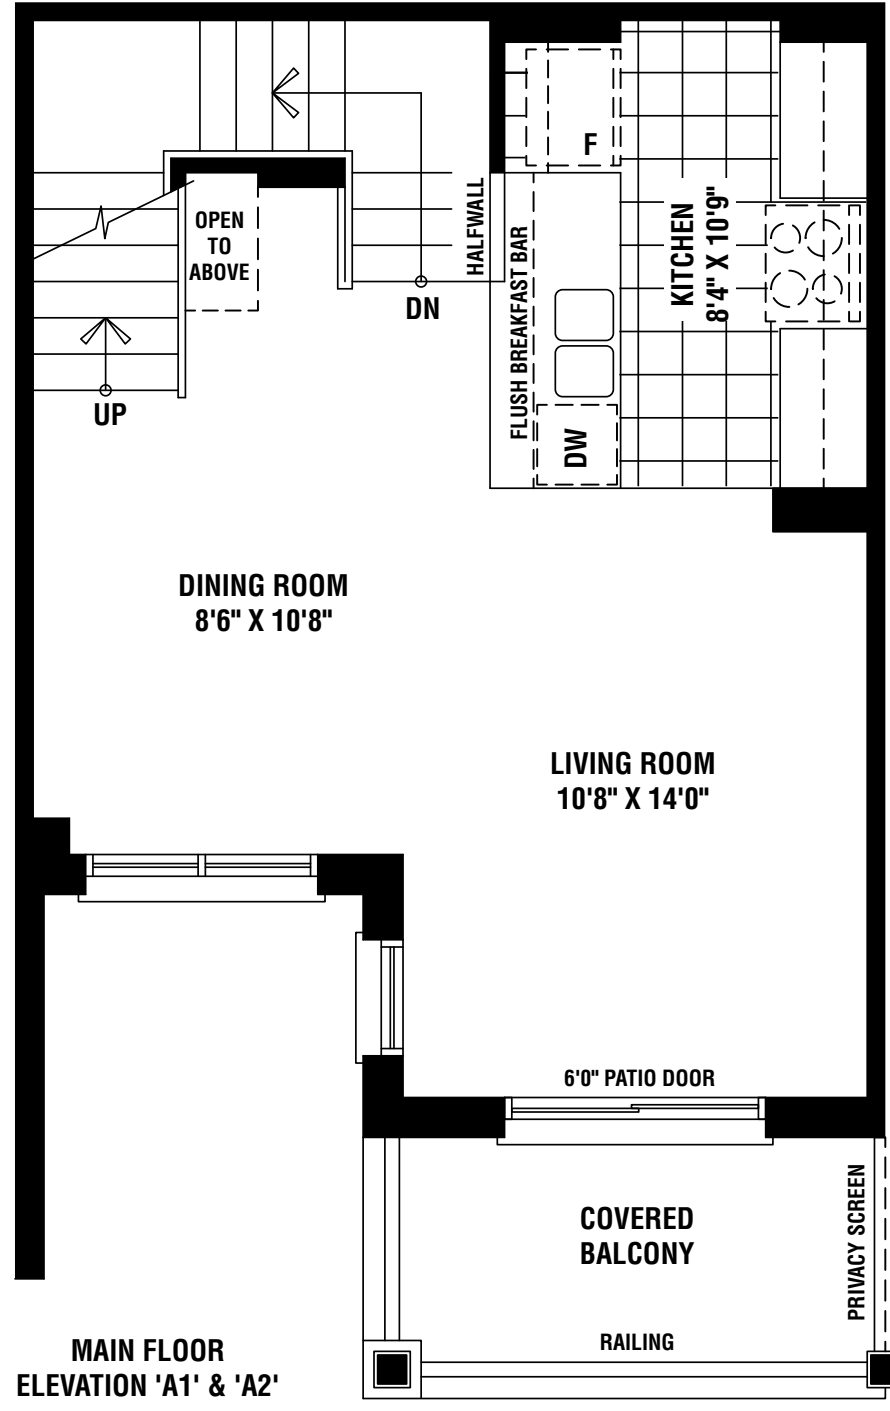 F
OPEN
TO
ABOVE
HALFWALL
KITCHEN
8'4" X 10'9"
FLUSH BREAKFAST BAR
DN
UP
DW
DINING ROOM
8'6" X 10'8"
LIVING ROOM
10'8" X 14'0"
6'0" PATIO DOOR
COVERED
BALCONY
PRIVACY SCREEN
RAILING
MAIN FLOOR
ELEVATION 'A1' & 'A2'